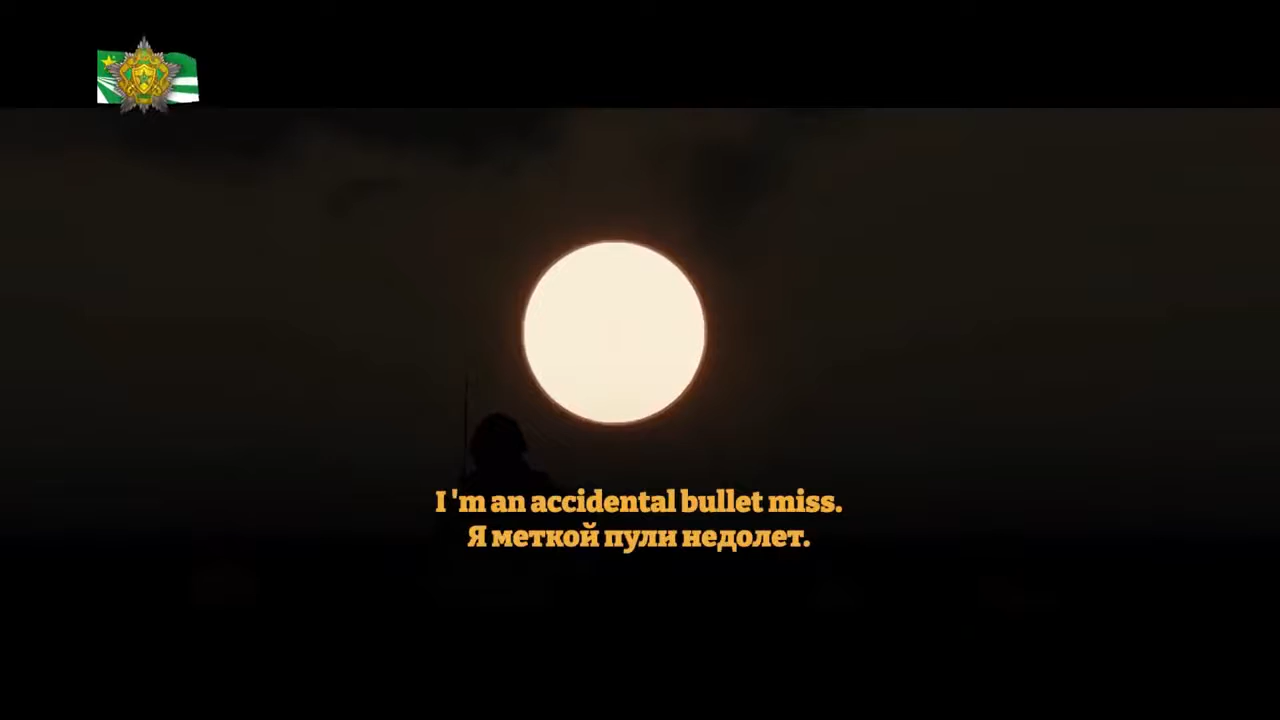 I 'm an accidental bullet miss.
Я меткой пули недолет.